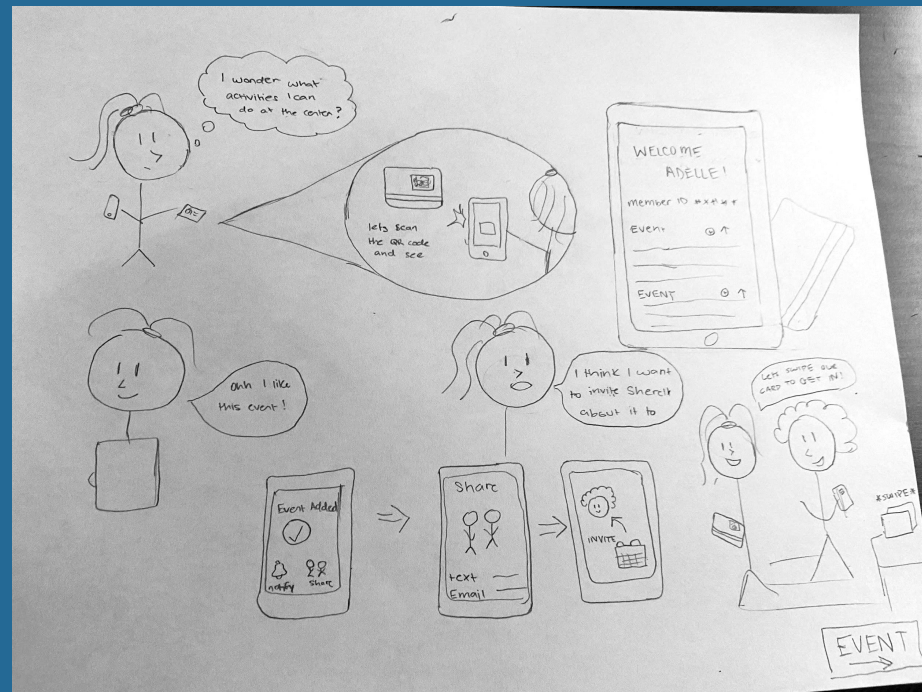 I wonder what
activities I can
do at the center?
lets scan
the QR code
and see
WELCOME
ADELLE!
Member ID
Event
EVENT
Ohh I like
this event!
I think I want
to invite
about it to
LETS SWIPE OUR
CARD TO GET IN!
*SWIPE*
Event Added
notify share
Share
text
Email
INVITE
EVENT